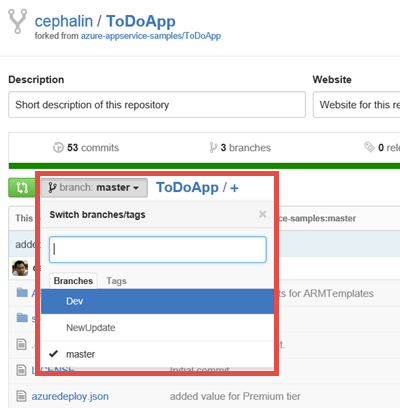 cephalin / ToDoApp
forked from azure-appservice-samples/ToDoApp
Description
Website
Short description of this repository
Website for this re
53 commits
3 branches
0 rele
branch: master
ToDoApp / +
This
Switch branches/tags
ce-samples:master
adde
Branches
Tags
Dev
ts for ARMTemplates
NewUpdate
master
LICENSE
Initial commit
azuredeploy.json
added value for Premium tier